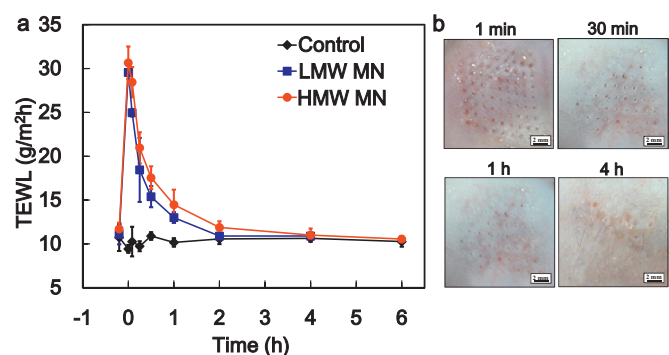 a
TEWL (g/m²h)
35
30
25
20
15
10
5
-1 0 1 2 3 4 5 6
Time (h)
Control
LMW MN
HMW MN
b
1 min
30 min
2 mm
2 mm
1 h
4 h
2 mm
2 mm